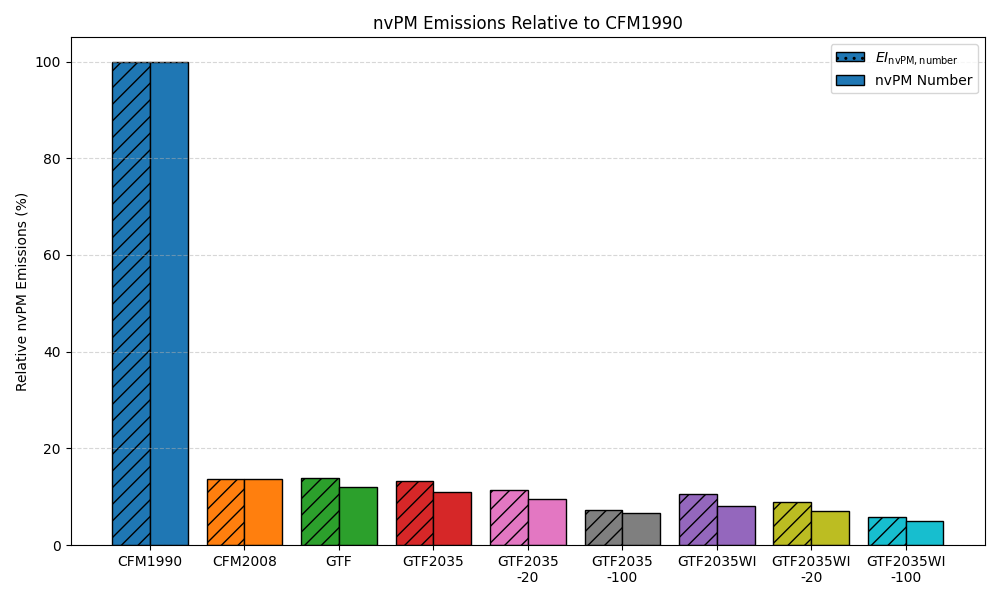 nvPM Emissions Relative to CFM1990
Relative nvPM Emissions (%)
100
80
60
40
20
0
EI_nvPM,number
nvPM Number
CFM1990
CFM2008
GTF
GTF2035
GTF2035
-20
GTF2035
-100
GTF2035WI
GTF2035WI
-20
GTF2035WI
-100